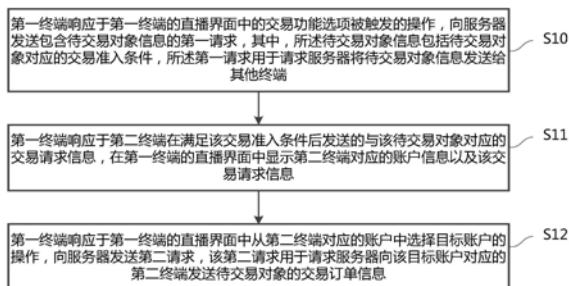 第一终端响应于第一终端的直播界面中的交易功能选项被触发的操作，向服务器
发送包含待交易对象信息的第一请求，其中，所述待交易对象信息包括待交易对
象对应的交易准入条件，所述第一请求用于请求服务器将待交易对象信息发送给
其他终端
S10
第一终端响应于第二终端在满足该交易准入条件后发送的与该待交易对象对应的
交易请求信息，在第一终端的直播界面中显示第二终端对应的账户信息以及该交
易请求信息
S11
第一终端响应于第一终端的直播界面中从第二终端对应的账户中选择目标账户的
操作，向服务器发送第二请求，该第二请求用于请求服务器向该目标账户对应的
第二终端发送待交易对象的交易订单信息
S12